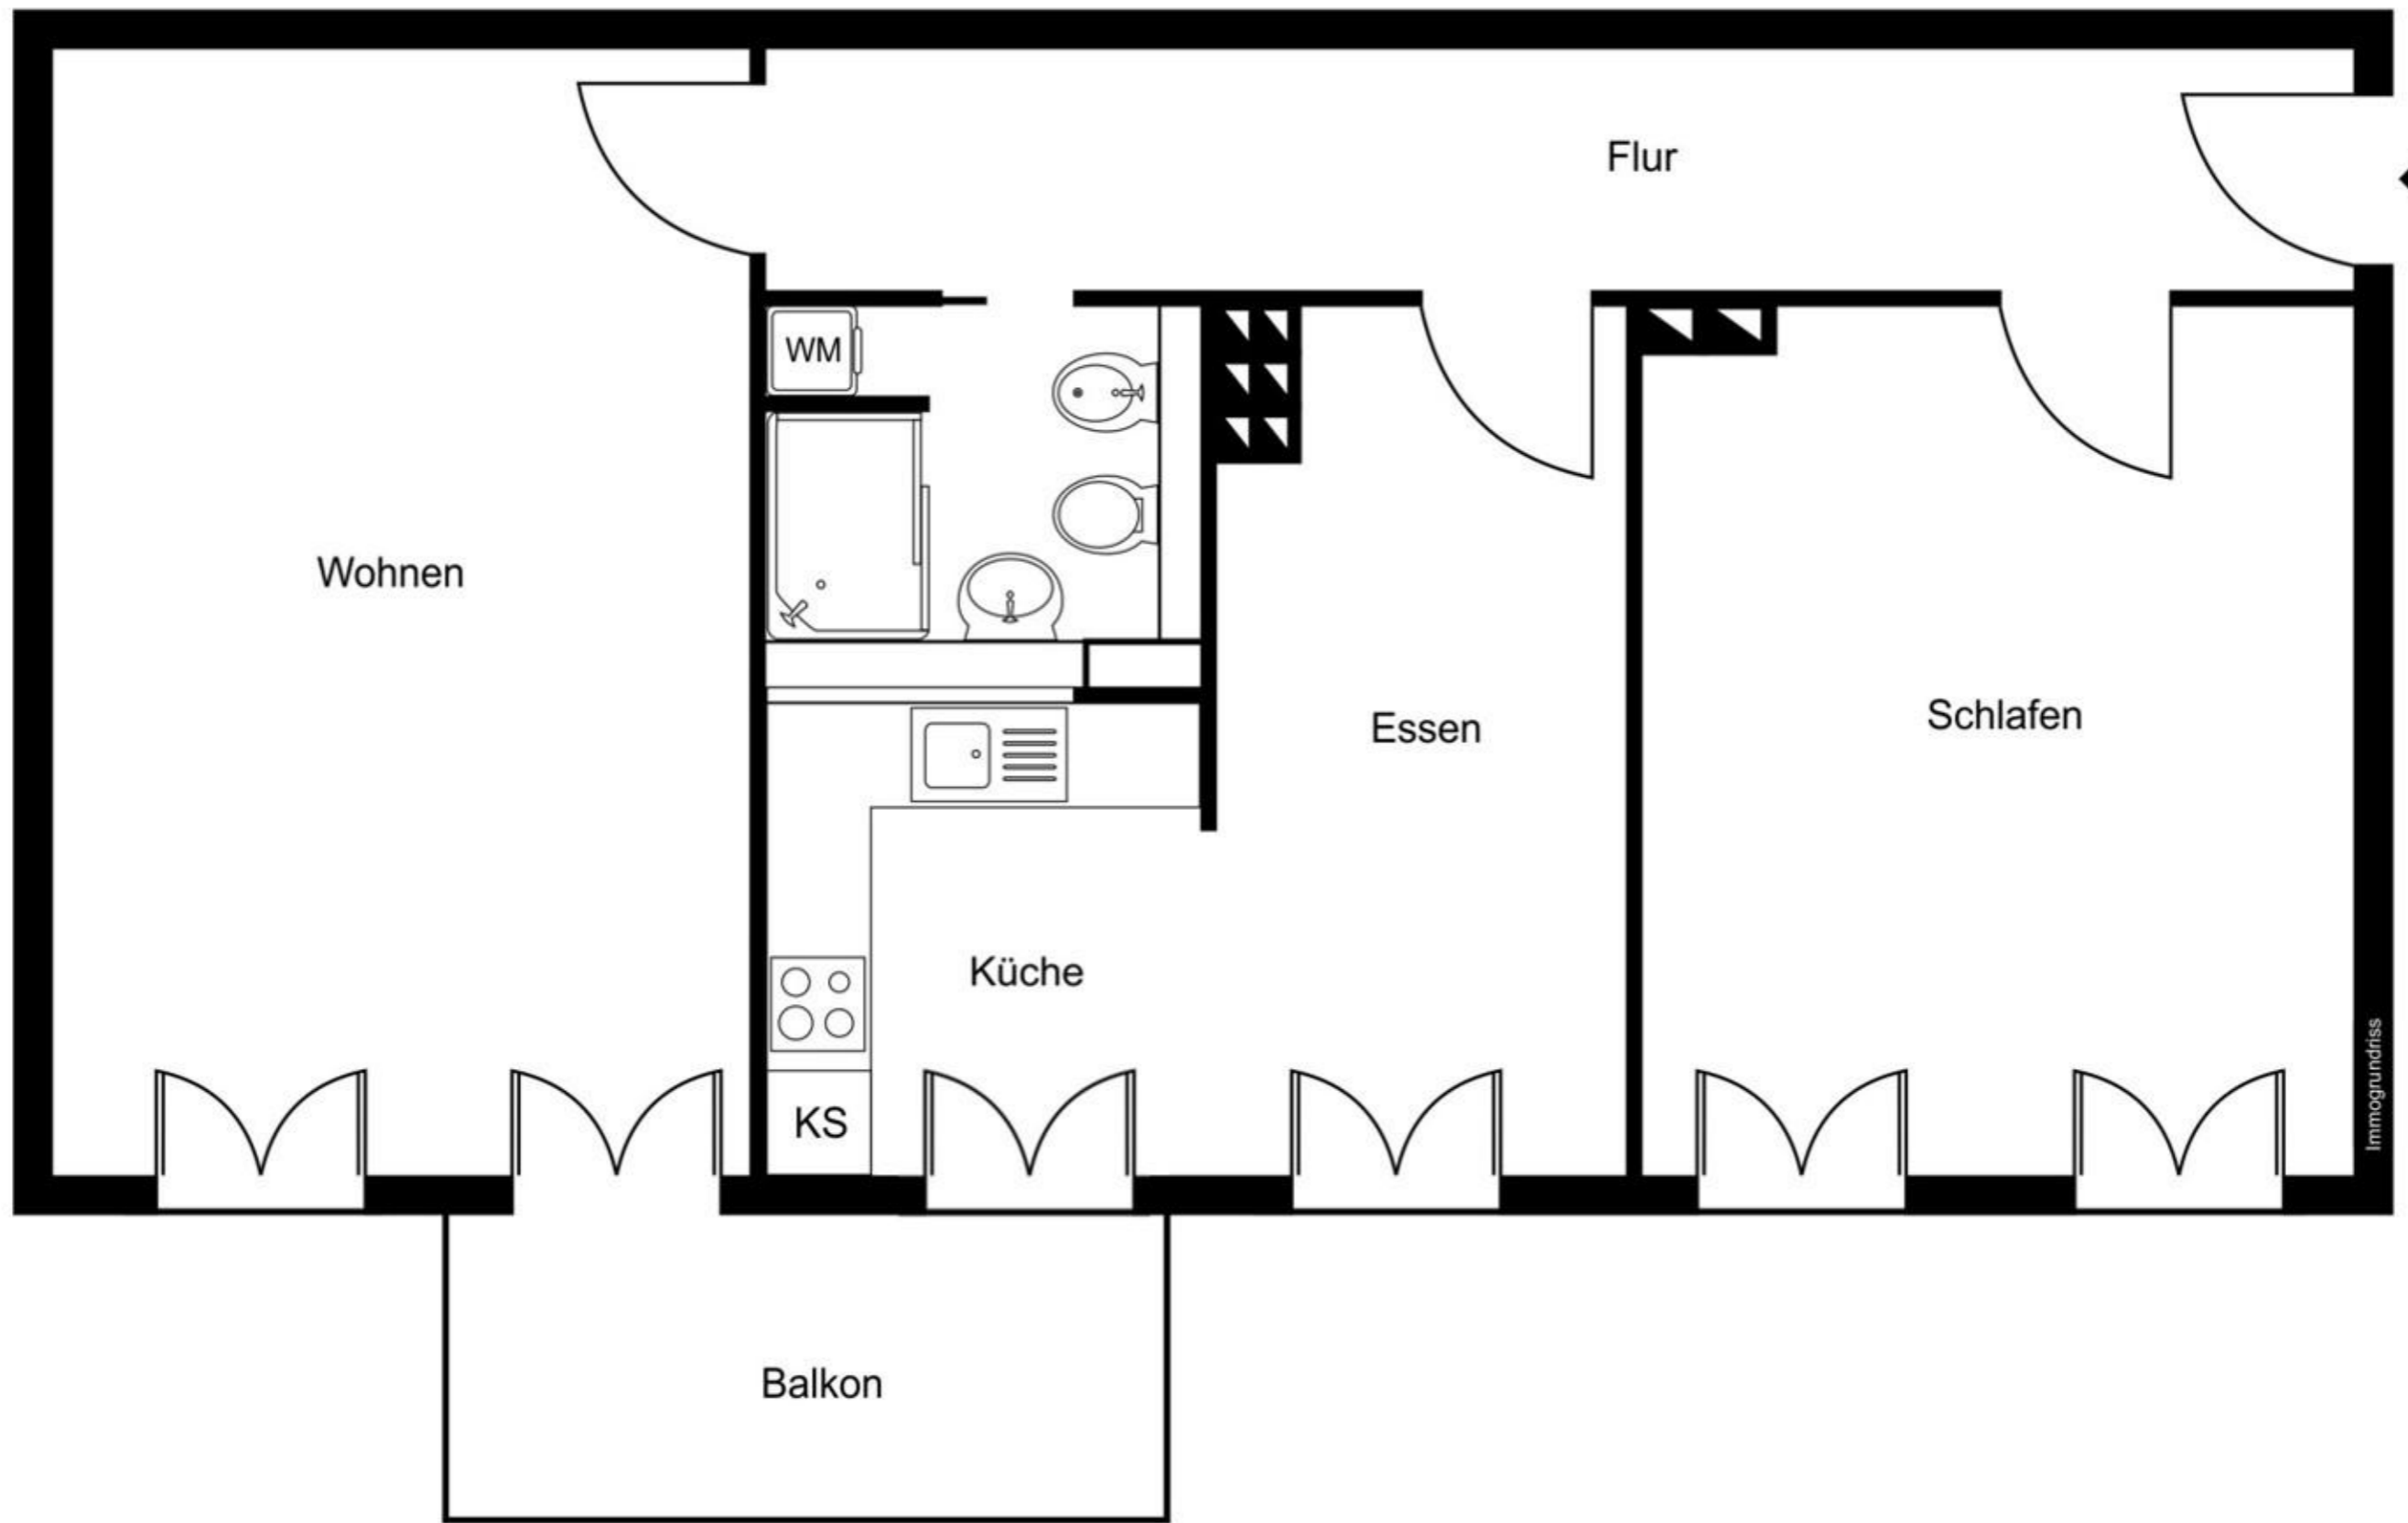 Flur
WM
Wohnen
Essen
Schlafen
Küche
KS
Immogrundriss
Balkon